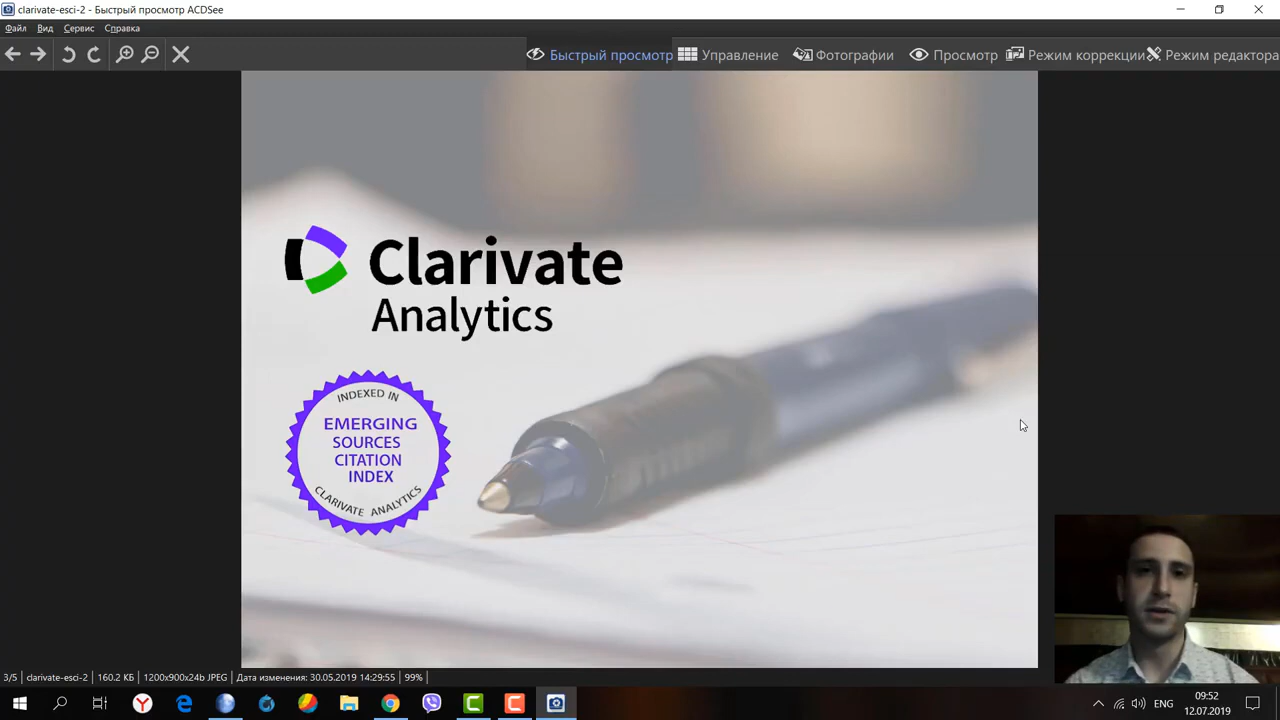 clarivate-esci-2 - Быстрый просмотр ACDSee
Файл Вид Сервис Справка
Быстрый просмотр Управление Фотографии Просмотр Режим коррекции Режим редактора
Clarivate
Analytics
INDEXED IN
EMERGING
SOURCES
CITATION
INDEX
CLARIVATE ANALYTICS
3/5 clarivate-esci-2 160.2 КБ 1200x900x24b JPEG Дата изменения: 30.05.2019 14:29:55 99%
ENG
09:52
12.07.2019